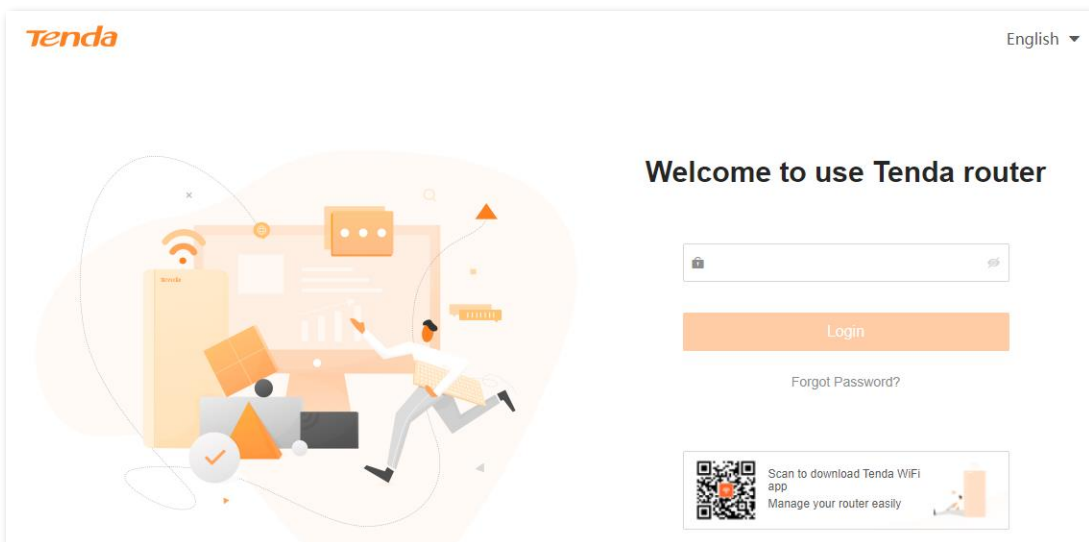 Tenda
English
Welcome to use Tenda router
Tenda
Login
Forgot Password?
Scan to download Tenda WiFi
app
Manage your router easily